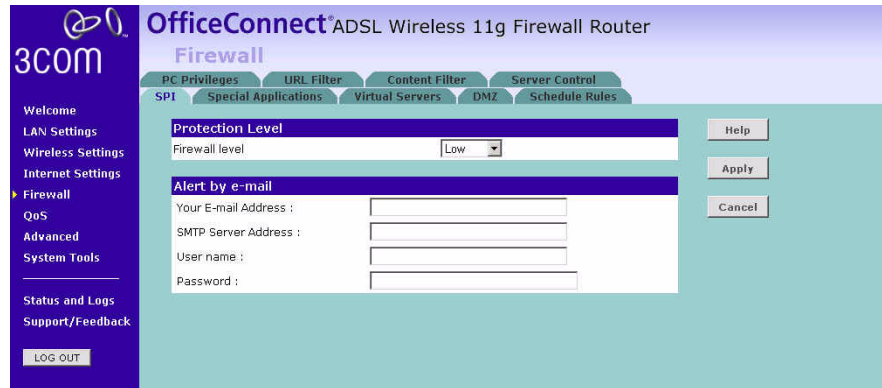 3COM
OfficeConnect® ADSL Wireless 11g Firewall Router
Firewall
PC Privileges URL Filter Content Filter Server Control
SPI Special Applications Virtual Servers DMZ Schedule Rules
Welcome
LAN Settings
Wireless Settings
Internet Settings
Firewall
QoS
Advanced
System Tools
Status and Logs
Support/Feedback
LOG OUT
Protection Level
Firewall level Low
Alert by e-mail
Your E-mail Address :
SMTP Server Address :
User name :
Password :
Help
Apply
Cancel